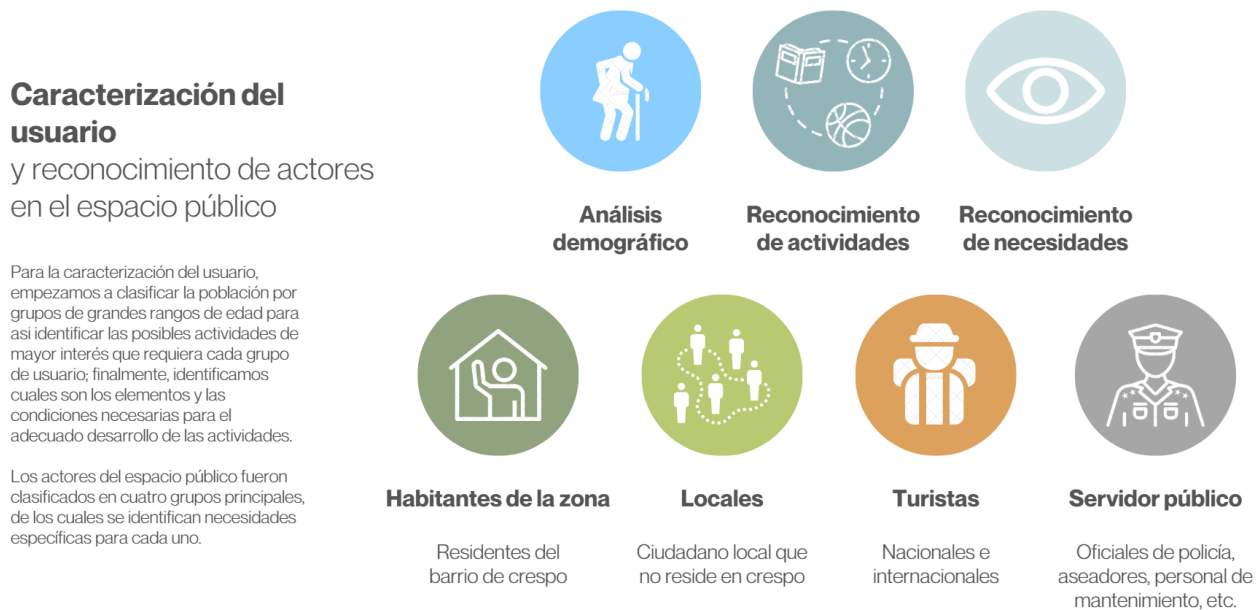 Caracterización del
usuario
y reconocimiento de actores
en el espacio público
Para la caracterización del usuario,
empezamos a clasificar la población por
grupos de grandes rangos de edad para
asi identificar las posibles actividades de
mayor interés que requiera cada grupo
de usuario; finalmente, identificamos
cuales son los elementos y las
condiciones necesarias para el
adecuado desarrollo de las actividades.
Los actores del espacio público fueron
clasificados en cuatro grupos principales,
de los cuales se identifican necesidades
específicas para cada uno.
Análisis
demográfico
Reconocimiento
de actividades
Reconocimiento
de necesidades
Habitantes de la zona
Residentes del
barrio de crespo
Locales
Ciudadano local que
no reside en crespo
Turistas
Nacionales e
internacionales
Servidor público
Oficiales de policía,
aseadores, personal de
mantenimiento, etc.